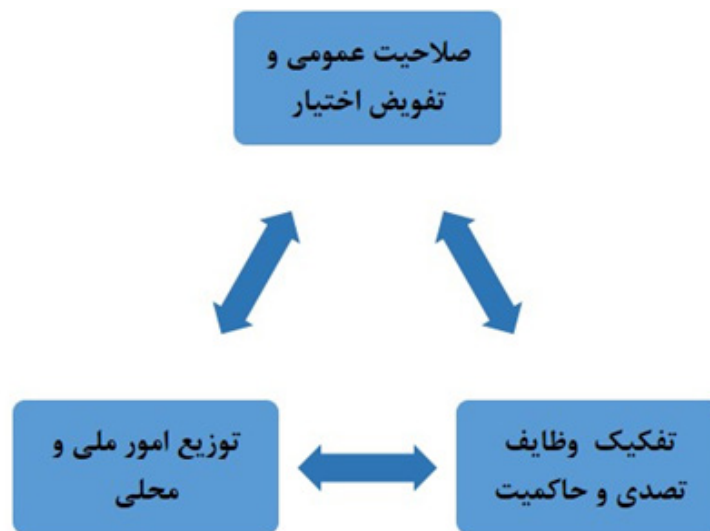 صلاحیت عمومی و
تفویض اختیار
تفکیک وظایف
تصدی و حاکمیت
توزیع امور ملی و
محلی